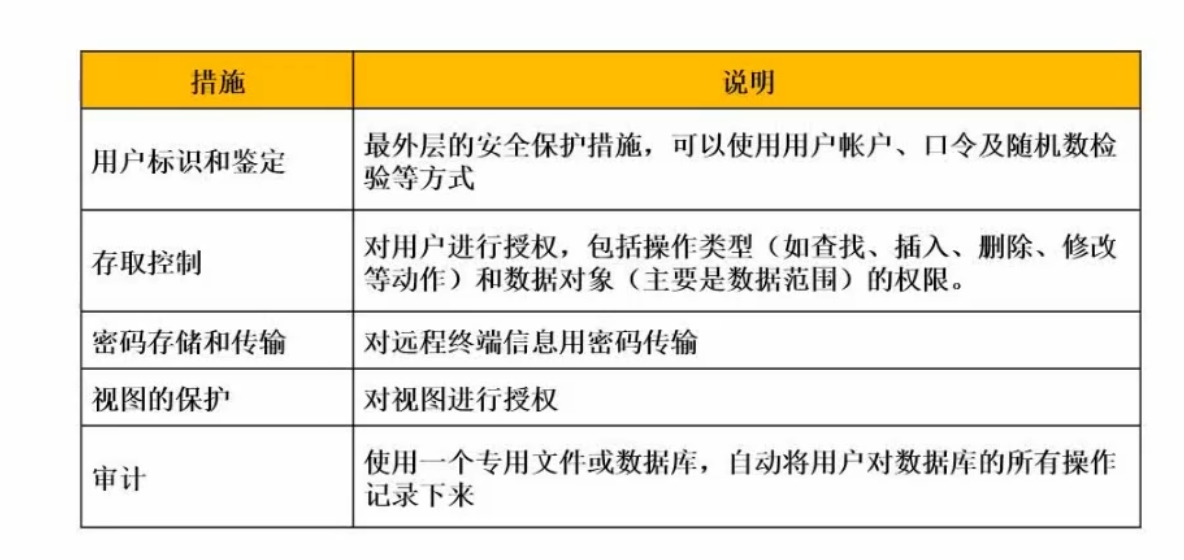 措施
说明
用户标识和鉴定
最外层的安全保护措施，可以使用用户帐户、口令及随机数检
验等方式
存取控制
对用户进行授权，包括操作类型（如查找、插入、删除、修改
等动作）和数据对象（主要是数据范围）的权限。
密码存储和传输
对远程终端信息用密码传输
视图的保护
对视图进行授权
审计
使用一个专用文件或数据库，自动将用户对数据库的所有操作
记录下来